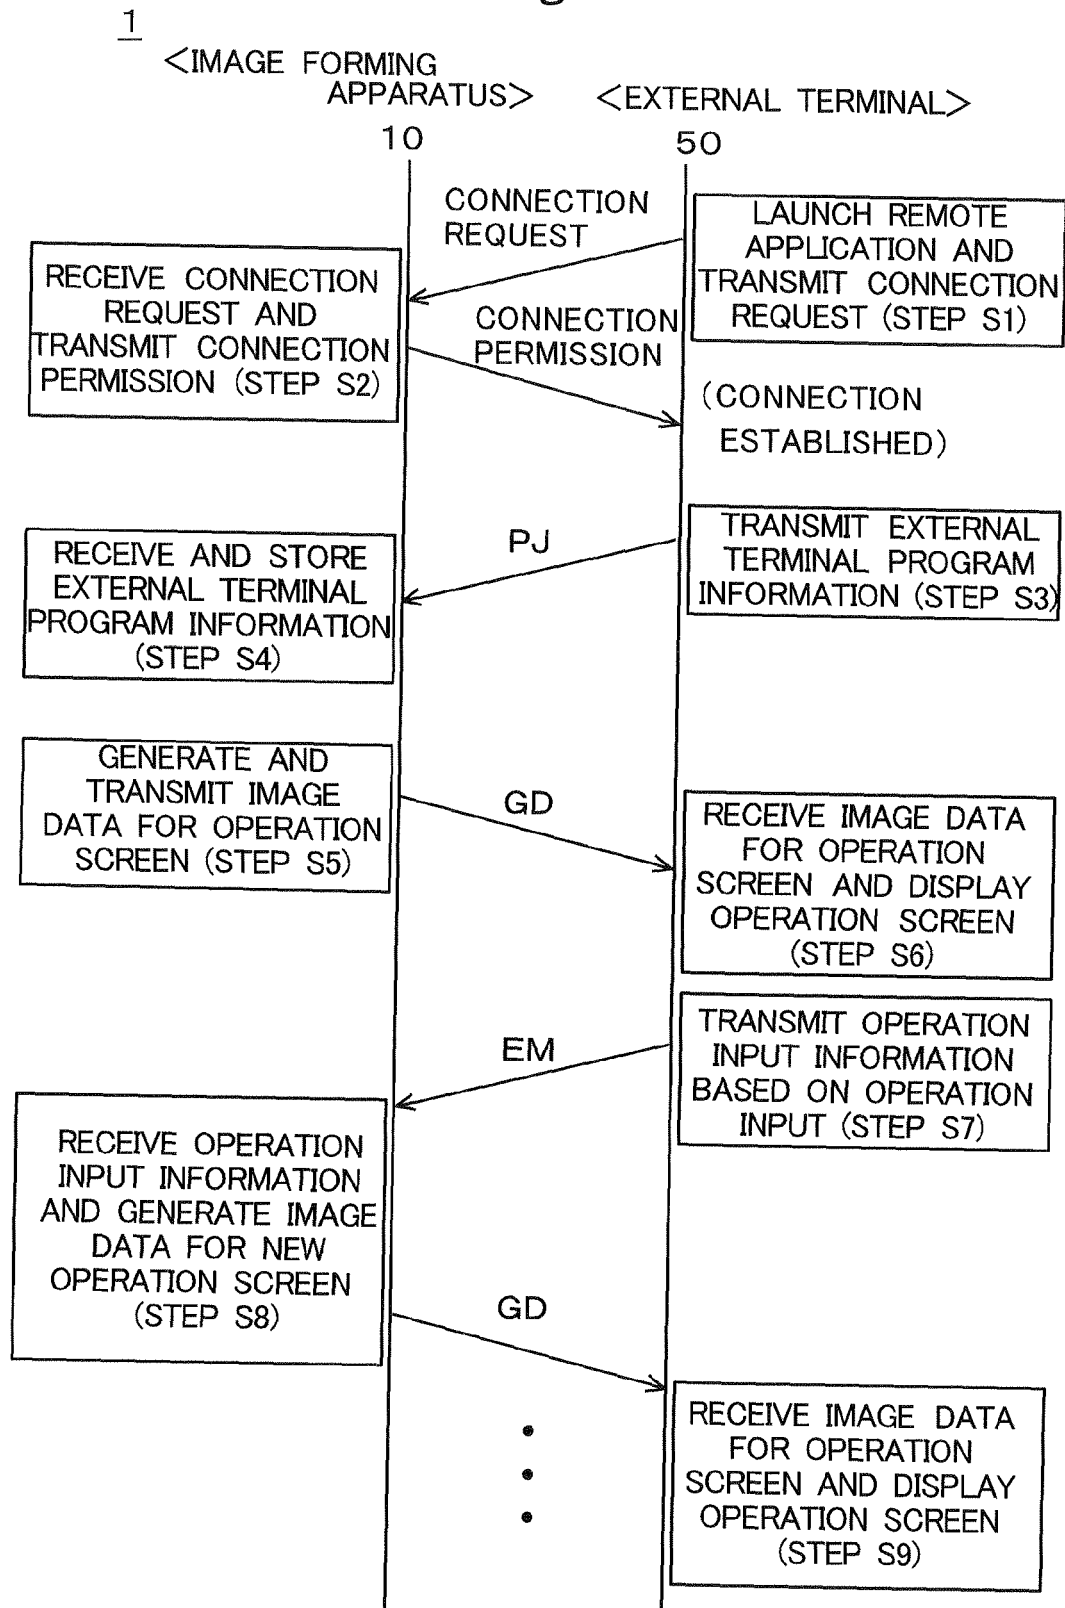 g
1
<IMAGE FORMING
APPARATUS>
<EXTERNAL TERMINAL>
10
50
CONNECTION
REQUEST
LAUNCH REMOTE
APPLICATION AND
TRANSMIT CONNECTION
REQUEST (STEP S1)
RECEIVE CONNECTION
REQUEST AND
TRANSMIT CONNECTION
PERMISSION (STEP S2)
CONNECTION
PERMISSION
(CONNECTION
ESTABLISHED)
PJ
TRANSMIT EXTERNAL
TERMINAL PROGRAM
INFORMATION (STEP S3)
RECEIVE AND STORE
EXTERNAL TERMINAL
PROGRAM INFORMATION
(STEP S4)
GENERATE AND
TRANSMIT IMAGE
DATA FOR OPERATION
SCREEN (STEP S5)
GD
RECEIVE IMAGE DATA
FOR OPERATION
SCREEN AND DISPLAY
OPERATION SCREEN
(STEP S6)
EM
TRANSMIT OPERATION
INPUT INFORMATION
BASED ON OPERATION
INPUT (STEP S7)
RECEIVE OPERATION
INPUT INFORMATION
AND GENERATE IMAGE
DATA FOR NEW
OPERATION SCREEN
(STEP S8)
GD
RECEIVE IMAGE DATA
FOR OPERATION
SCREEN AND DISPLAY
OPERATION SCREEN
(STEP S9)